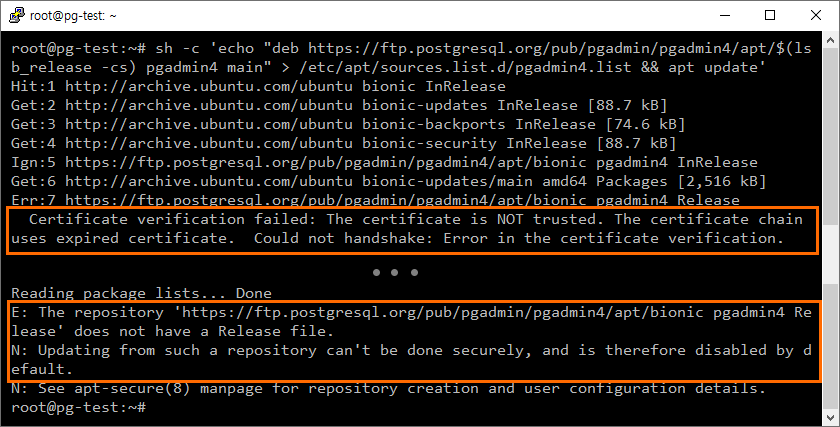 root@pg-test: ~
root@pg-test:~# sh -c 'echo "deb https://ftp.postgresql.org/pub/pgadmin/pgadmin4/apt/$(ls
b_release -cs) pgadmin4 main" > /etc/apt/sources.list.d/pgadmin4.list && apt update'
Hit:1 http://archive.ubuntu.com/ubuntu bionic InRelease
Get:2 http://archive.ubuntu.com/ubuntu bionic-updates InRelease [88.7 kB]
Get:3 http://archive.ubuntu.com/ubuntu bionic-backports InRelease [74.6 kB]
Get:4 http://archive.ubuntu.com/ubuntu bionic-security InRelease [88.7 kB]
Ign:5 https://ftp.postgresql.org/pub/pgadmin/pgadmin4/apt/bionic pgadmin4 InRelease
Get:6 http://archive.ubuntu.com/ubuntu bionic-updates/main amd64 Packages [2,516 kB]
Err:7 https://ftp.postgresql.org/pub/pgadmin/pgadmin4/apt/bionic pgadmin4 Release
  Certificate verification failed: The certificate is NOT trusted. The certificate chain
uses expired certificate.  Could not handshake: Error in the certificate verification.
● ● ●
Reading package lists... Done
E: The repository 'https://ftp.postgresql.org/pub/pgadmin/pgadmin4/apt/bionic pgadmin4 Re
lease' does not have a Release file.
N: Updating from such a repository can't be done securely, and is therefore disabled by d
efault.
N: See apt-secure(8) manpage for repository creation and user configuration details.
root@pg-test:~#